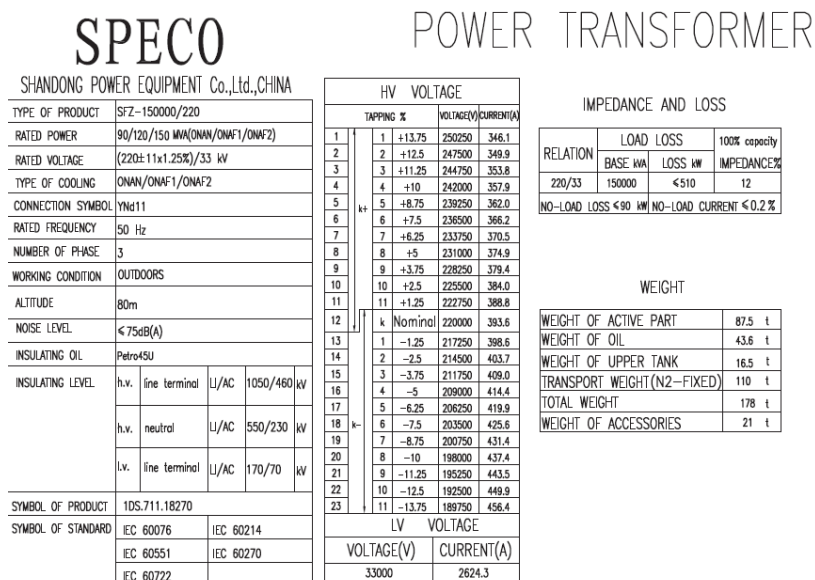 SPECO
POWER TRANSFORMER
SHANDONG POWER EQUIPMENT Co.,Ltd.,CHINA
TYPE OF PRODUCT SFZ-150000/220
RATED POWER 90/120/150 MVA(ONAN/ONAF1/ONAF2)
RATED VOLTAGE (220±11x1.25%)/33 kV
TYPE OF COOLING ONAN/ONAF1/ONAF2
CONNECTION SYMBOL YNd11
RATED FREQUENCY 50 Hz
NUMBER OF PHASE 3
WORKING CONDITION OUTDOORS
ALTITUDE 80m
NOISE LEVEL ≤75dB(A)
INSULATING OIL Petro45U
INSULATING LEVEL h.v. line terminal LI/AC 1050/460 kV
h.v. neutral LI/AC 550/230 kV
l.v. line terminal LI/AC 170/70 kV
SYMBOL OF PRODUCT 1DS.711.18270
SYMBOL OF STANDARD IEC 60076 IEC 60214
IEC 60551 IEC 60270
IEC 60722
HV VOLTAGE
TAPPING % VOLTAGE(V) CURRENT(A)
1 1 +13.75 250250 346.1
2 2 +12.5 247500 349.9
3 3 +11.25 244750 353.8
4 4 +10 242000 357.9
5 5 +8.75 239250 362.0
k+
6 6 +7.5 236500 366.2
7 7 +6.25 233750 370.5
8 8 +5 231000 374.9
9 9 +3.75 228250 379.4
10 10 +2.5 225500 384.0
11 11 +1.25 222750 388.8
12 k Nominal 220000 393.6
13 1 -1.25 217250 398.6
14 2 -2.5 214500 403.7
15 3 -3.75 211750 409.0
16 4 -5 209000 414.4
17 5 -6.25 206250 419.9
18 k- 6 -7.5 203500 425.6
19 7 -8.75 200750 431.4
20 8 -10 198000 437.4
21 9 -11.25 195250 443.5
22 10 -12.5 192500 449.9
23 11 -13.75 189750 456.4
LV VOLTAGE
VOLTAGE(V) CURRENT(A)
33000 2624.3
IMPEDANCE AND LOSS
RELATION LOAD LOSS 100% capacity
BASE kVA LOSS kW IMPEDANCE%
220/33 150000 ≤510 12
NO-LOAD LOSS ≤90 kW NO-LOAD CURRENT ≤0.2 %
WEIGHT
WEIGHT OF ACTIVE PART 87.5 t
WEIGHT OF OIL 43.6 t
WEIGHT OF UPPER TANK 16.5 t
TRANSPORT WEIGHT(N2-FIXED) 110 t
TOTAL WEIGHT 178 t
WEIGHT OF ACCESSORIES 21 t